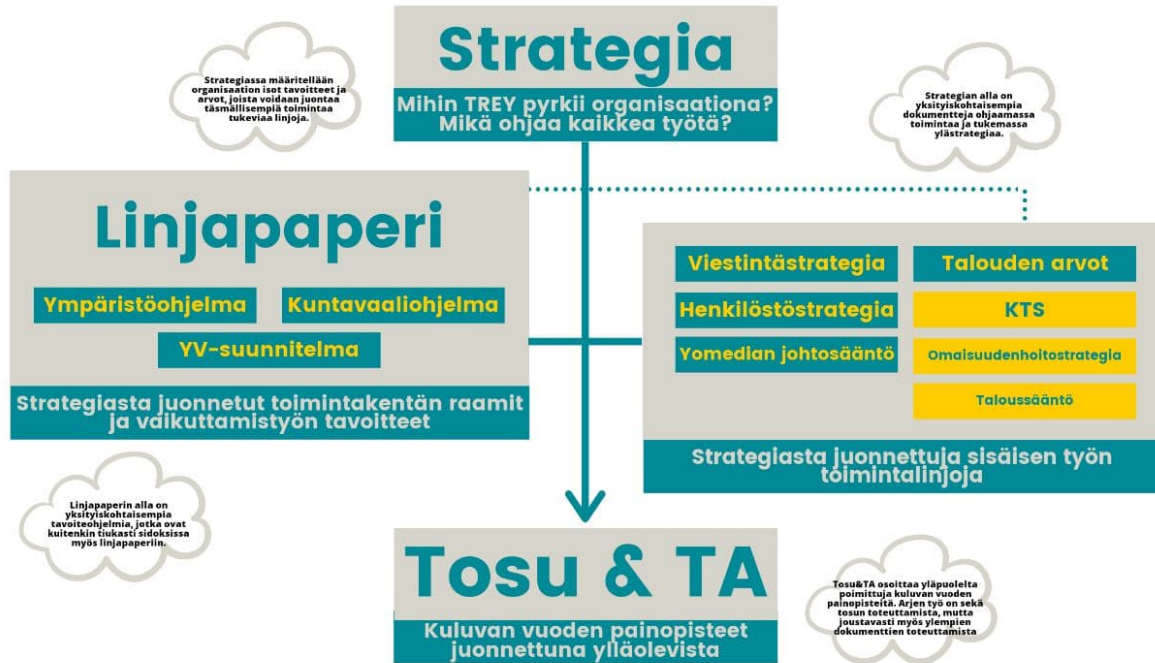 Strategia
Mihin TREY pyrkii organisaationa?
Mikä ohjaa kaikkea työtä?
Strategiassa määritellään
organisaation isot tavoitteet ja
arvot, joista voidaan juontaa
täsmällisempiä toimintaa
tukeviaa linjoja.
Strategian alla on
yksityiskohtaisempia
dokumentteja ohjaamassa
toimintaa ja tukemassa
ylästrategiaa.
Linjapaperi
Ympäristöohjelma
Kuntavaaliohjelma
YV-suunnitelma
Strategiasta juonnetut toimintakentän raamit
ja vaikuttamistyön tavoitteet
Viestintästrategia
Talouden arvot
Henkilöstöstrategia
KTS
Yomedian johtosääntö
Omaisuudenhoitostrategia
Taloussääntö
Strategiasta juonnettuja sisäisen työn
toimintalinjoja
Linjapaperin alla on
yksityiskohtaisempia
tavoiteohjelmia, jotka ovat
kuitenkin tiukasti sidoksissa
myös linjapaperiin.
Tosu & TA
Kuluvan vuoden painopisteet
juonnettuna ylläolevista
Tosu&TA osoittaa yläpuolelta
poimittuja kuluvan vuoden
painopisteitä. Arjen työ on sekä
tosun toteuttamista, mutta
joustavasti myös ylempien
dokumenttien toteuttamista